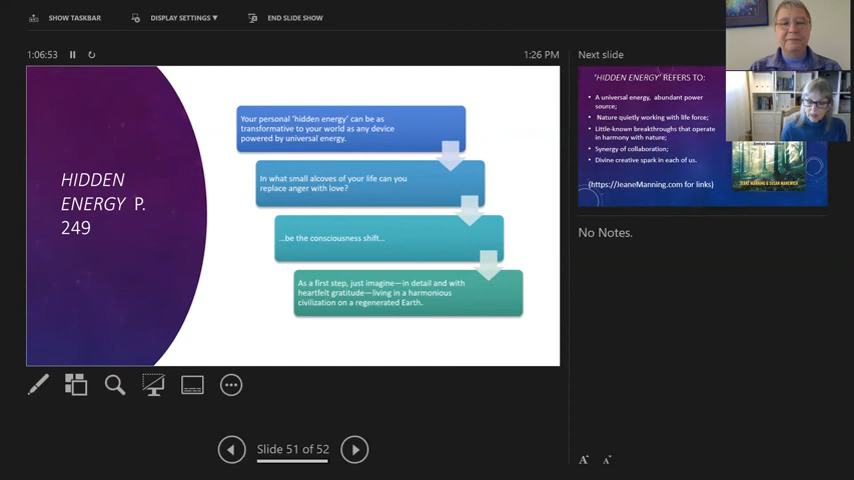 SHOW TASKBAR
DISPLAY SETTINGS ▼
END SLIDE SHOW
1:06:53
1:26 PM
HIDDEN
ENERGY P.
249
Your personal 'hidden energy' can be as
transformative to your world as any device
powered by universal energy.
In what small alcoves of your life can you
replace anger with love?
...be the consciousness shift...
As a first step, just imagine—in detail and with
heartfelt gratitude—living in a harmonious
civilization on a regenerated Earth.
Slide 51 of 52
Next slide
'HIDDEN ENERGY' REFERS TO:
• A universal energy, abundant power
source;
• Nature quietly working with life force;
• Little-known breakthroughs that operate
in harmony with nature;
• Synergy of collaboration;
• Divine creative spark in each of us.
(https://JeaneManning.com for links)
JEANE MANNING & SUSAN MANEWICH
No Notes.
A
A